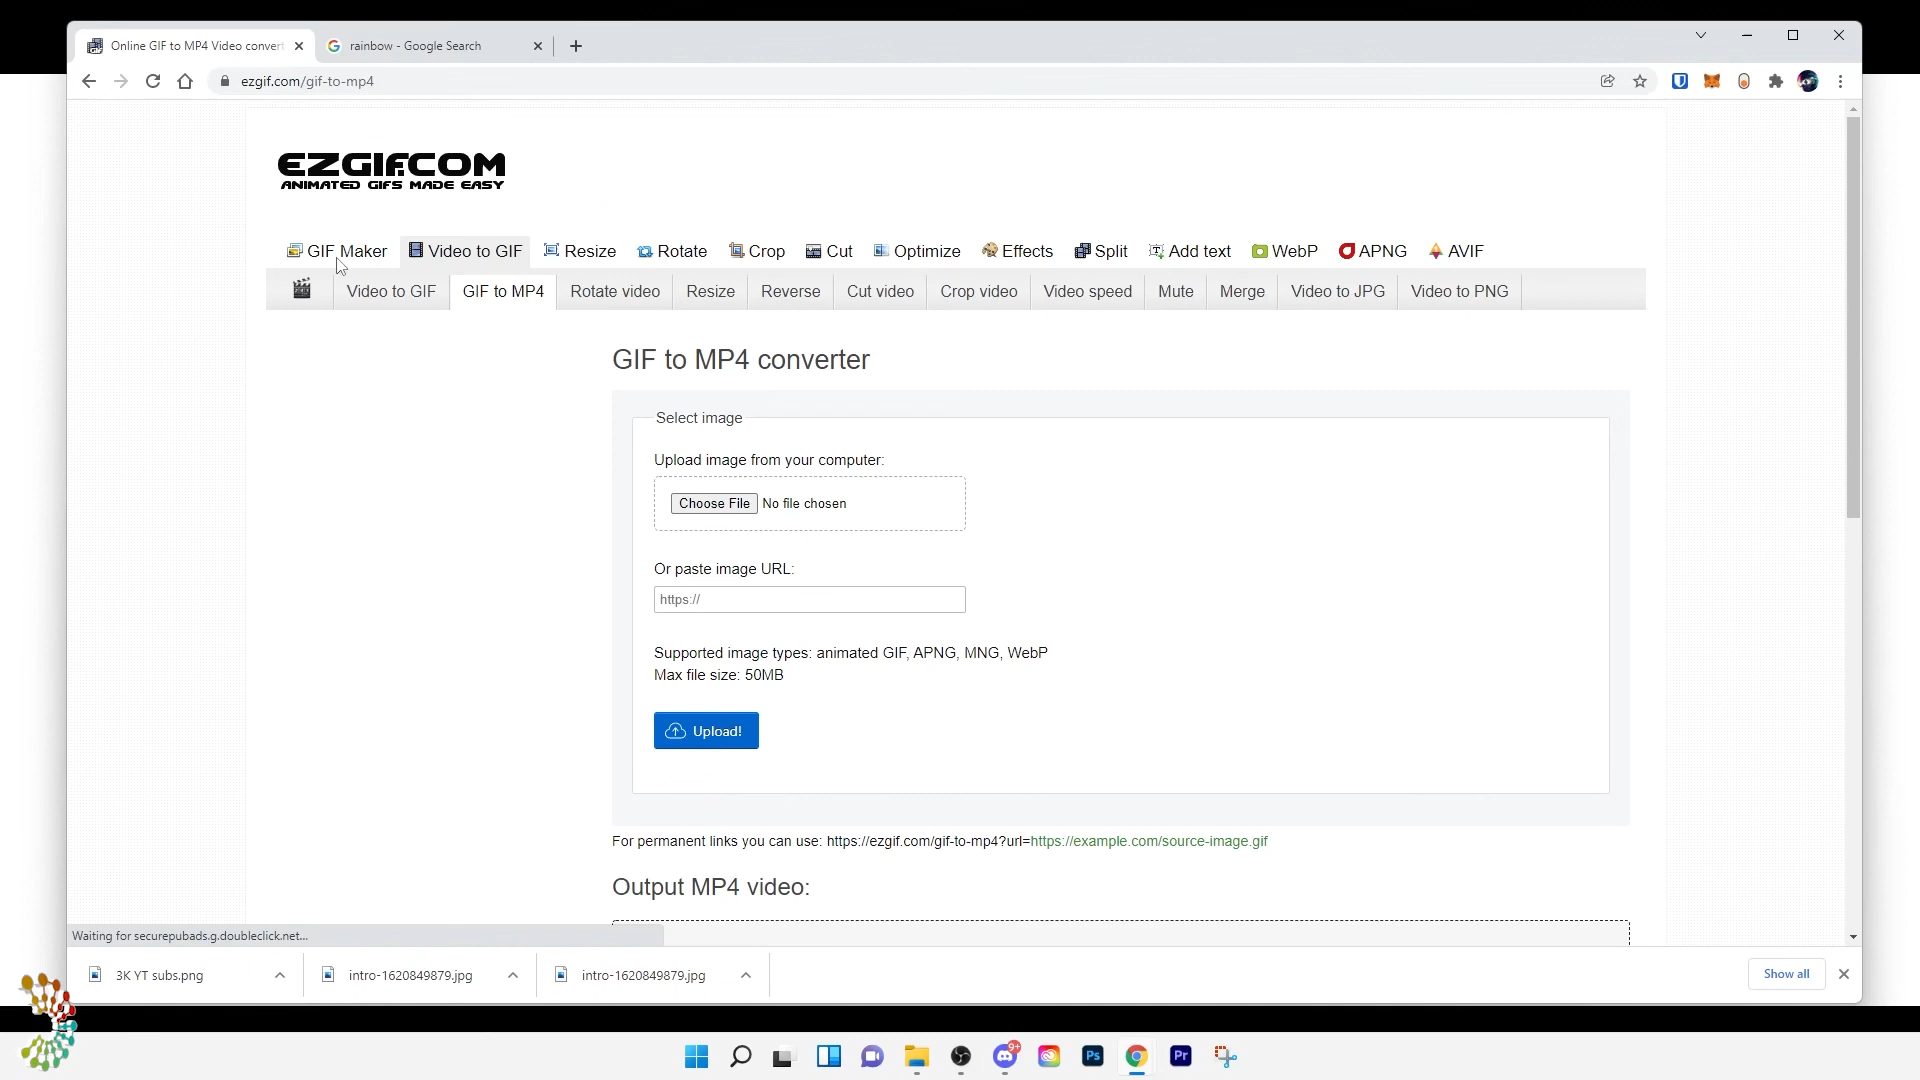 Online GIF to MP4 Video convert
rainbow - Google Search
ezgif.com/gif-to-mp4
EZGIF.COM
ANIMATED GIFS MADE EASY
GIF Maker Video to GIF Resize Rotate Crop Cut Optimize Effects Split Add text WebP APNG AVIF
Video to GIF GIF to MP4 Rotate video Resize Reverse Cut video Crop video Video speed Mute Merge Video to JPG Video to PNG
GIF to MP4 converter
Select image
Upload image from your computer:
Choose File No file chosen
Or paste image URL:
https://
Supported image types: animated GIF, APNG, MNG, WebP
Max file size: 50MB
Upload!
For permanent links you can use: https://ezgif.com/gif-to-mp4?url=https://example.com/source-image.gif
Output MP4 video:
Waiting for securepubads.g.doubleclick.net...
3K YT subs.png intro-1620849879.jpg intro-1620849879.jpg Show all
9+ Ps Pr